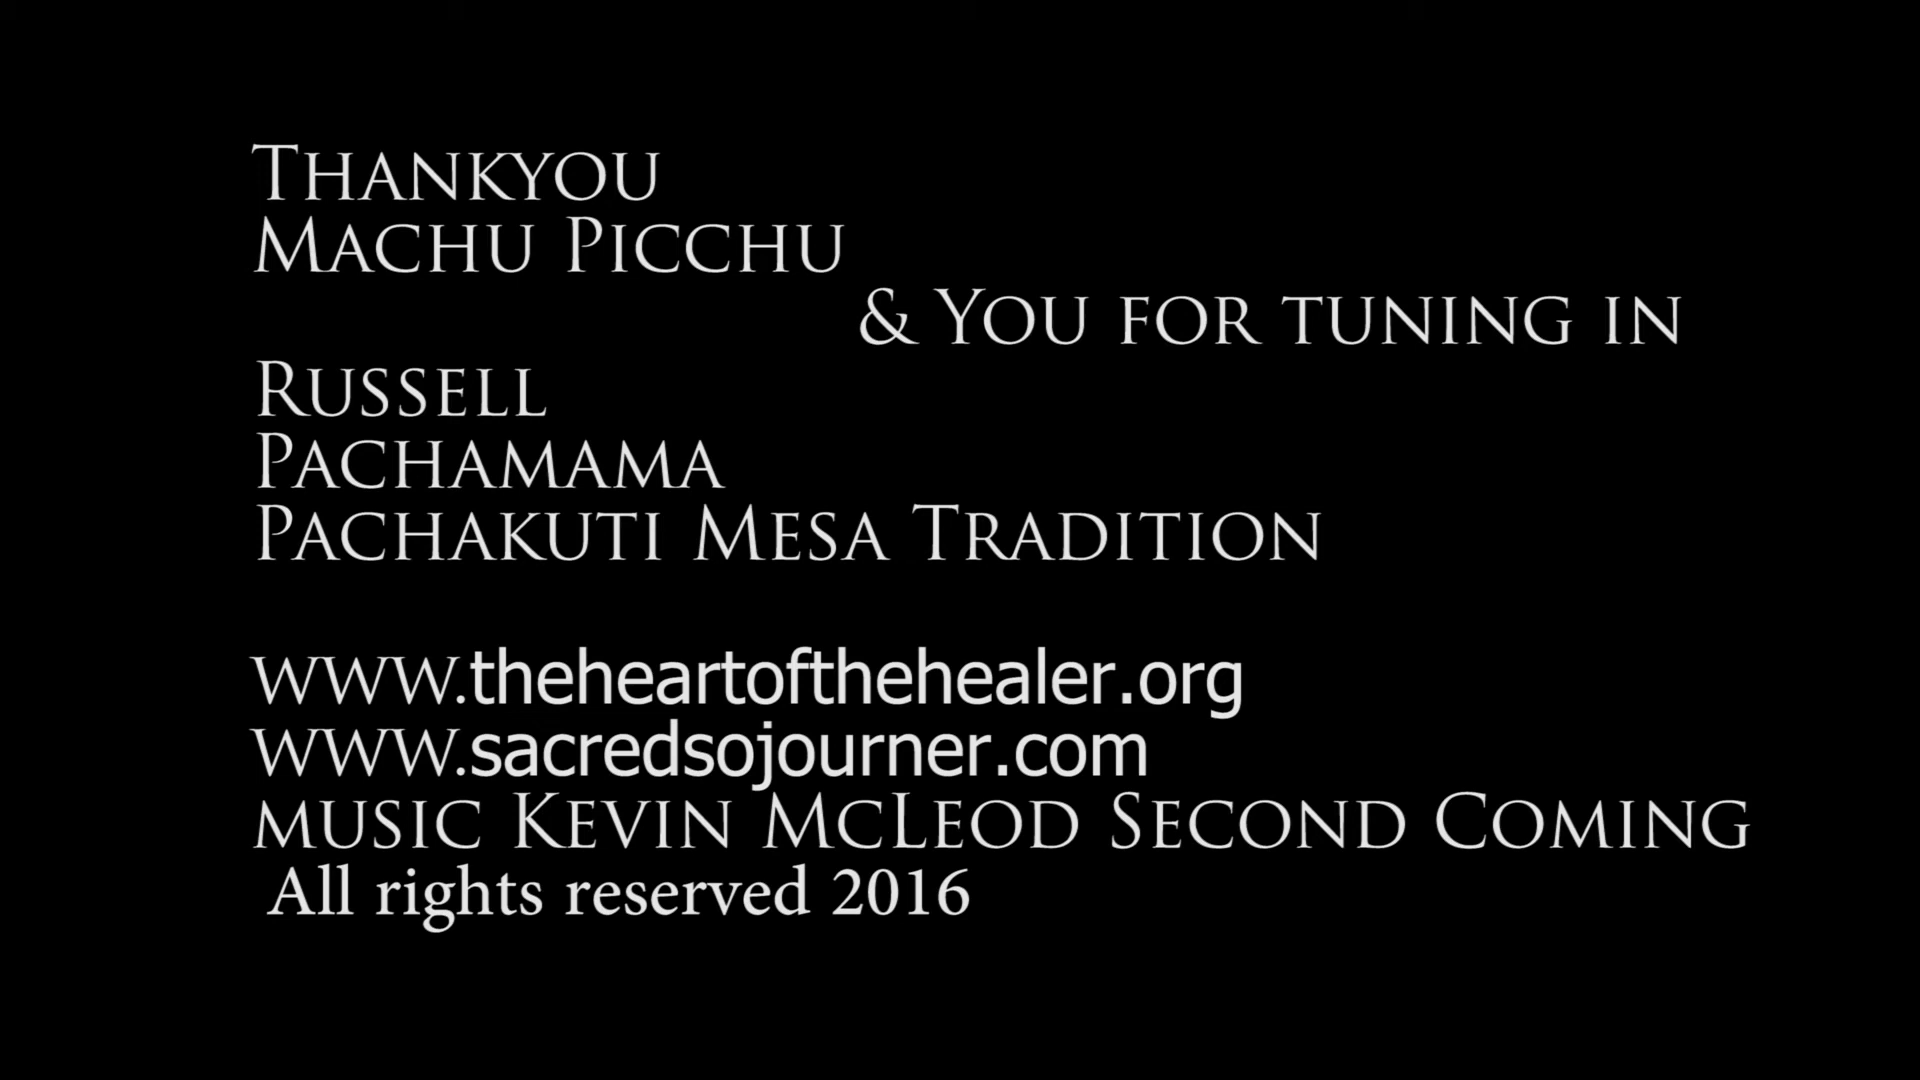 Thankyou
Machu Picchu
& You for tuning in
Russell
Pachamama
Pachakuti Mesa Tradition
www.theheartofthehealer.org
www.sacredsojourner.com
music Kevin McLeod Second Coming
All rights reserved 2016